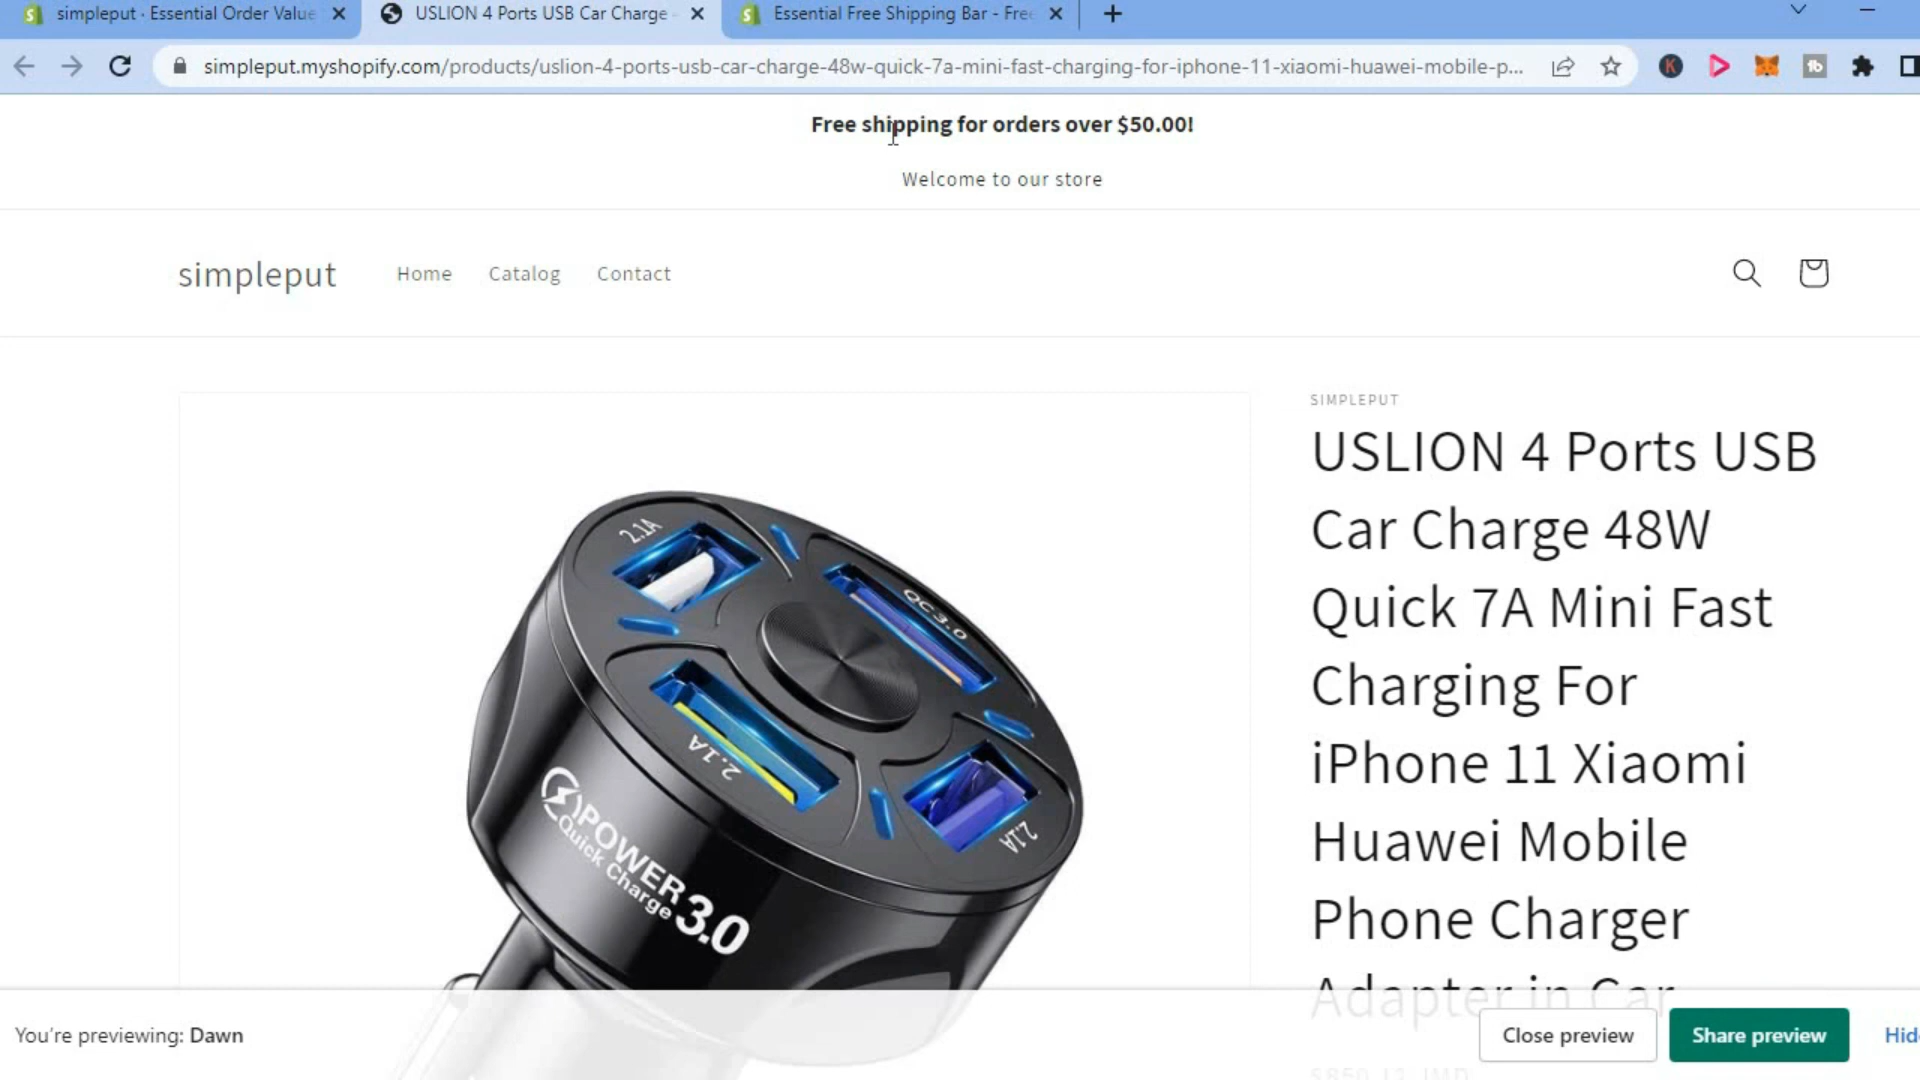 simpleput · Essential Order Value
USLION 4 Ports USB Car Charge -
Essential Free Shipping Bar - Free
simpleput.myshopify.com/products/uslion-4-ports-usb-car-charge-48w-quick-7a-mini-fast-charging-for-iphone-11-xiaomi-huawei-mobile-p...
Free shipping for orders over $50.00!
Welcome to our store
simpleput
Home
Catalog
Contact
SIMPLEPUT
USLION 4 Ports USB
Car Charge 48W
Quick 7A Mini Fast
Charging For
iPhone 11 Xiaomi
Huawei Mobile
Phone Charger
Adapter in Car
2.1A
QC3.0
2.1A
2.1A
POWER
Quick Charge 3.0
You're previewing: Dawn
Close preview
Share preview
Hid